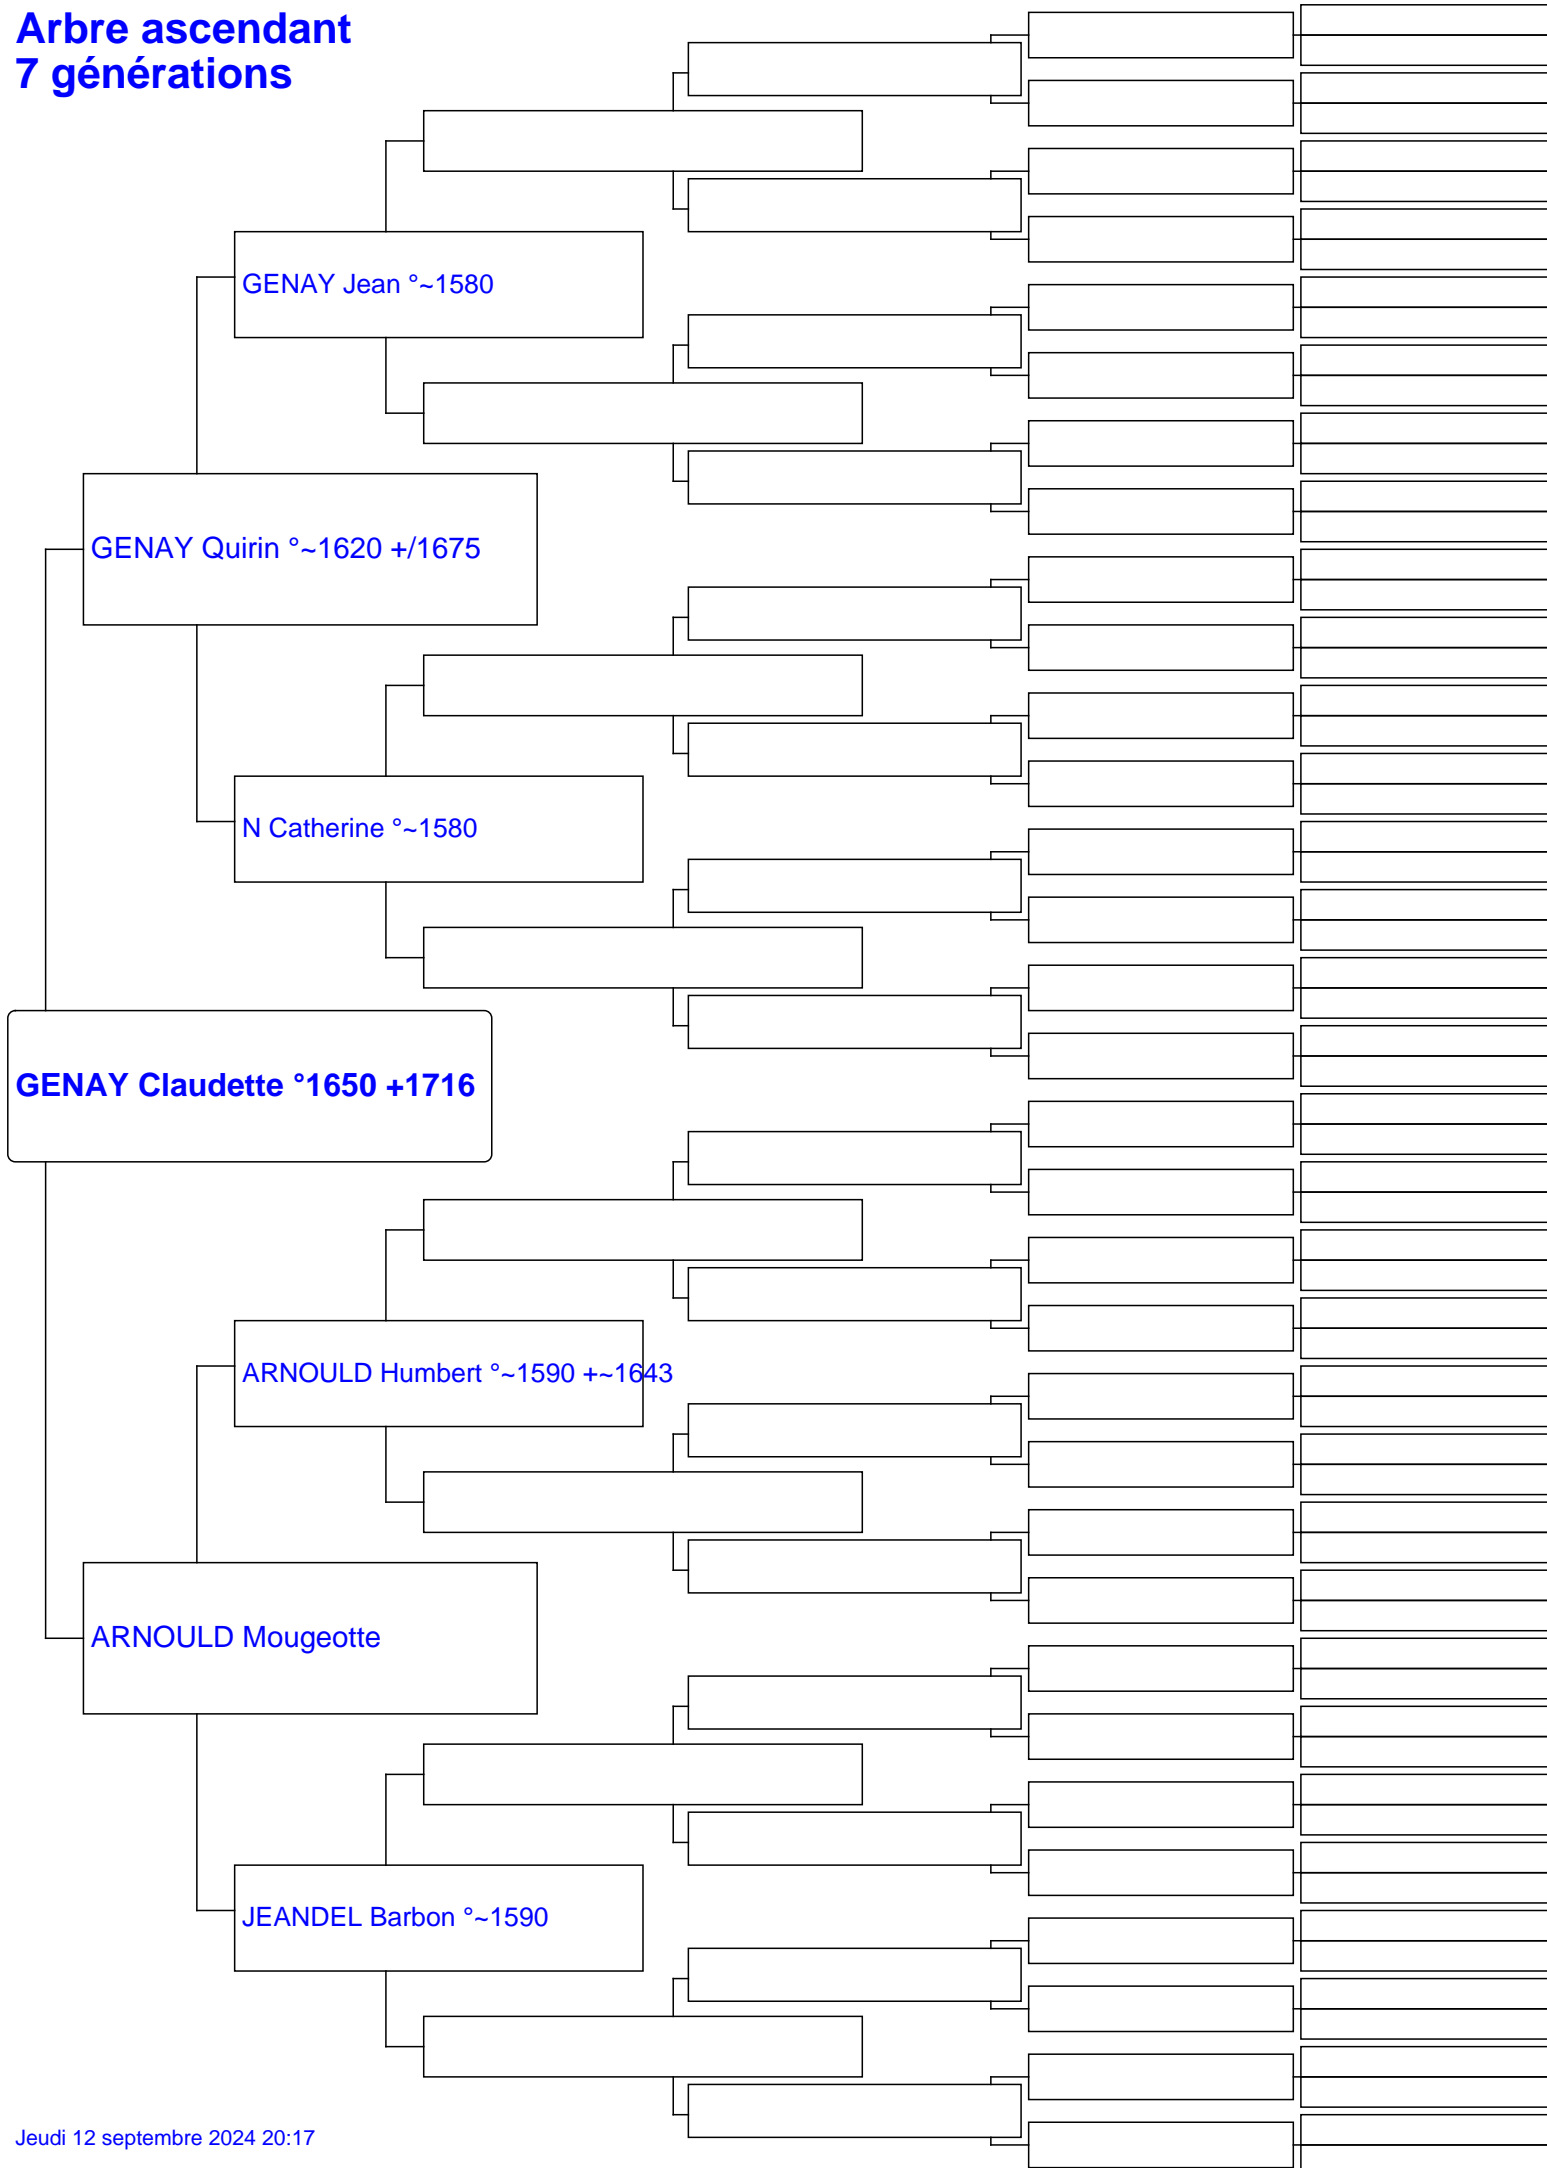 Arbre ascendant
7 générations
GENAY Jean °~1580
GENAY Quirin °~1620 +/1675
N Catherine °~1580
GENAY Claudette °1650 +1716
ARNOULD Humbert °~1590 +~1643
ARNOULD Mougeotte
JEANDEL Barbon °~1590
Jeudi 12 septembre 2024 20:17